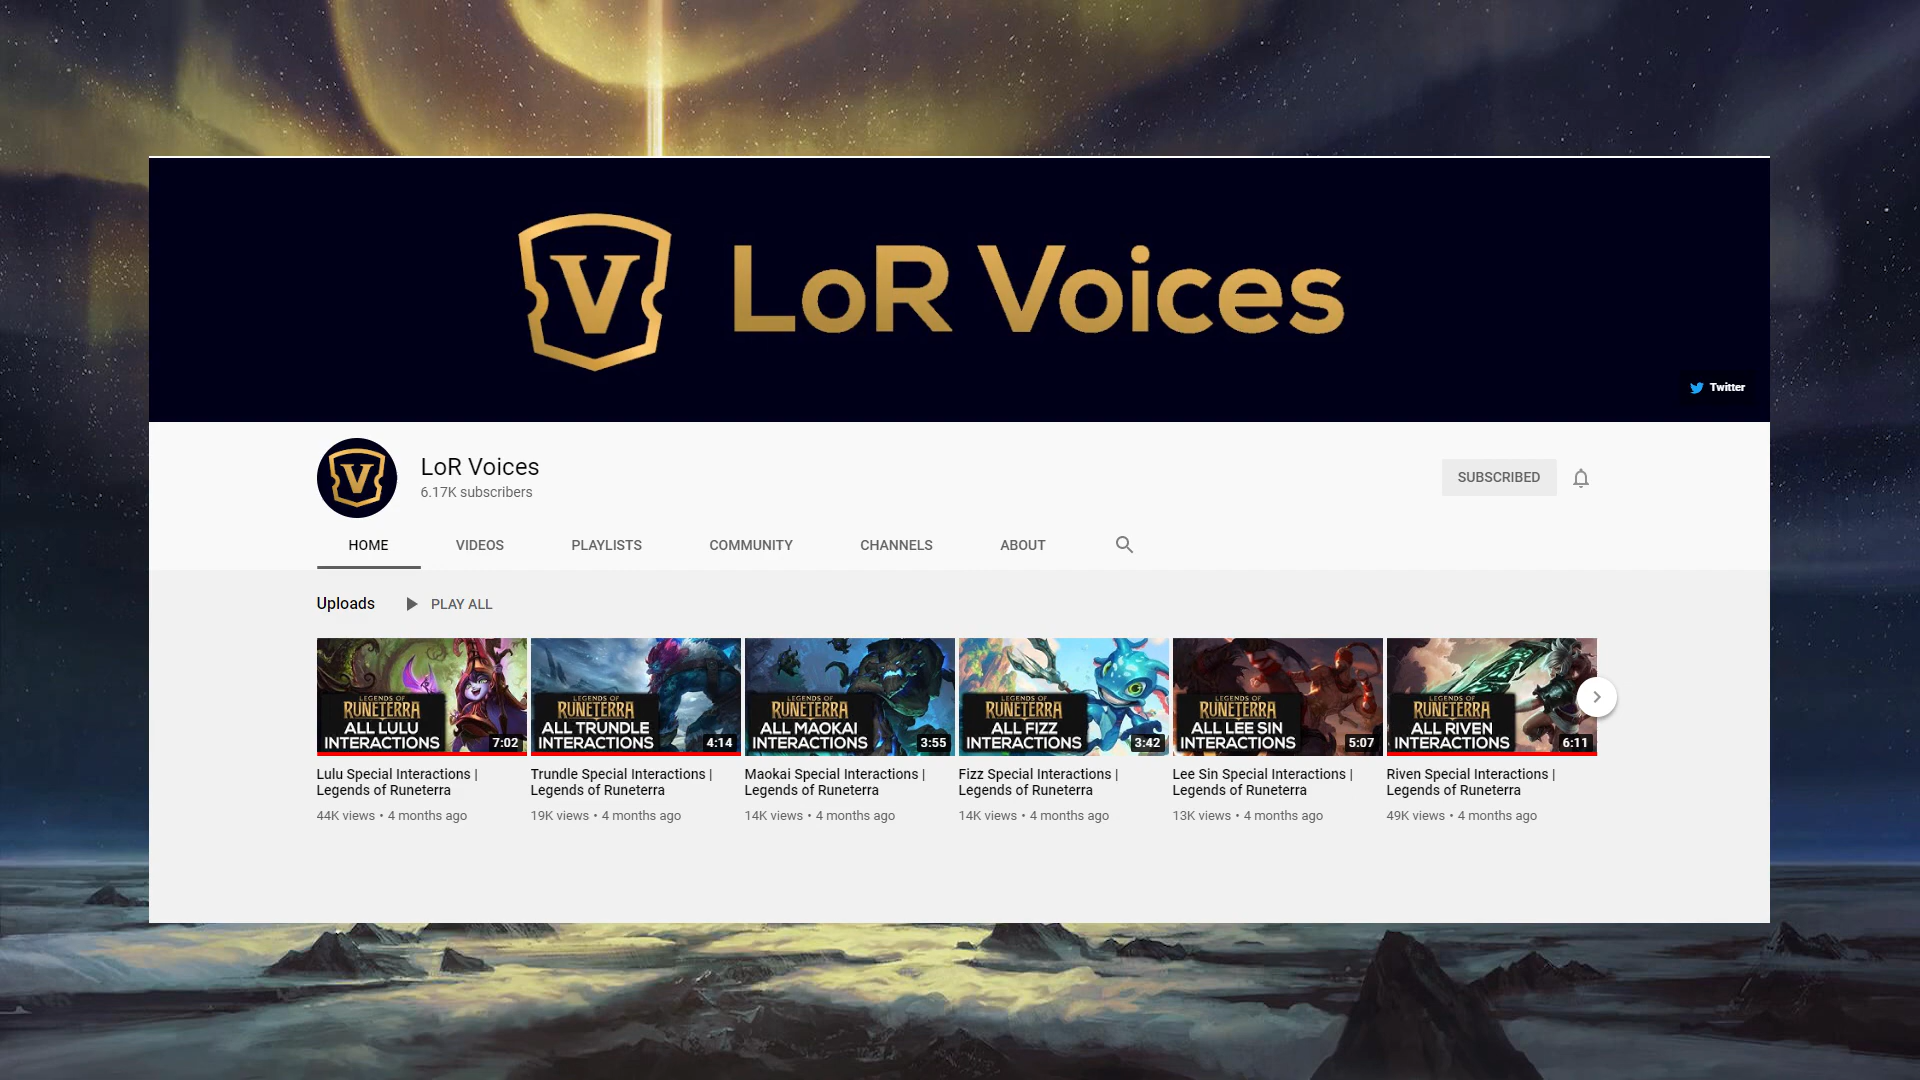 V LoR Voices
Twitter
V
LoR Voices
6.17K subscribers
SUBSCRIBED
HOME VIDEOS PLAYLISTS COMMUNITY CHANNELS ABOUT
Uploads PLAY ALL
LEGENDS OF
RUNETERRA
ALL LULU
INTERACTIONS
7:02
LEGENDS OF
RUNETERRA
ALL TRUNDLE
INTERACTIONS
4:14
LEGENDS OF
RUNETERRA
ALL MAOKAI
INTERACTIONS
3:55
LEGENDS OF
RUNETERRA
ALL FIZZ
INTERACTIONS
3:42
LEGENDS OF
RUNETERRA
ALL LEE SIN
INTERACTIONS
5:07
LEGENDS OF
RUNETERRA
ALL RIVEN
INTERACTIONS
6:11
Lulu Special Interactions |
Legends of Runeterra
44K views • 4 months ago
Trundle Special Interactions |
Legends of Runeterra
19K views • 4 months ago
Maokai Special Interactions |
Legends of Runeterra
14K views • 4 months ago
Fizz Special Interactions |
Legends of Runeterra
14K views • 4 months ago
Lee Sin Special Interactions |
Legends of Runeterra
13K views • 4 months ago
Riven Special Interactions |
Legends of Runeterra
49K views • 4 months ago